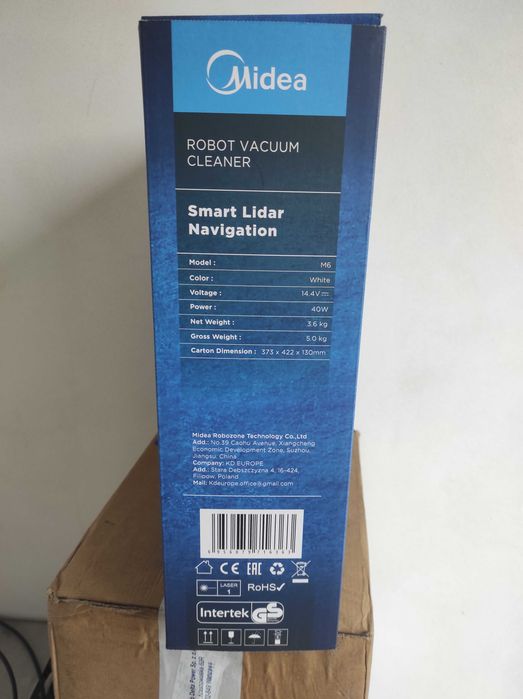 Midea
ROBOT VACUUM
CLEANER
Smart Lidar
Navigation
Model : M6
Color : White
Voltage : 14.4V⎓
Power : 40W
Net Weight : 3.6 kg
Gross Weight : 5.0 kg
Carton Dimension : 373 x 422 x 130mm
Midea Robozone Technology Co.,Ltd
Add.: No.39 Caohu Avenue, Xiangcheng
Economic Development Zone, Suzhou,
Jiangsu, China
Company: KD EUROPE
Add.: Stara Debszczyzna 4, 16-424,
Filipow, Poland
Mail: Kdeurope.office@gmail.com
CE EAC
LASER
1
RoHS
Intertek GS